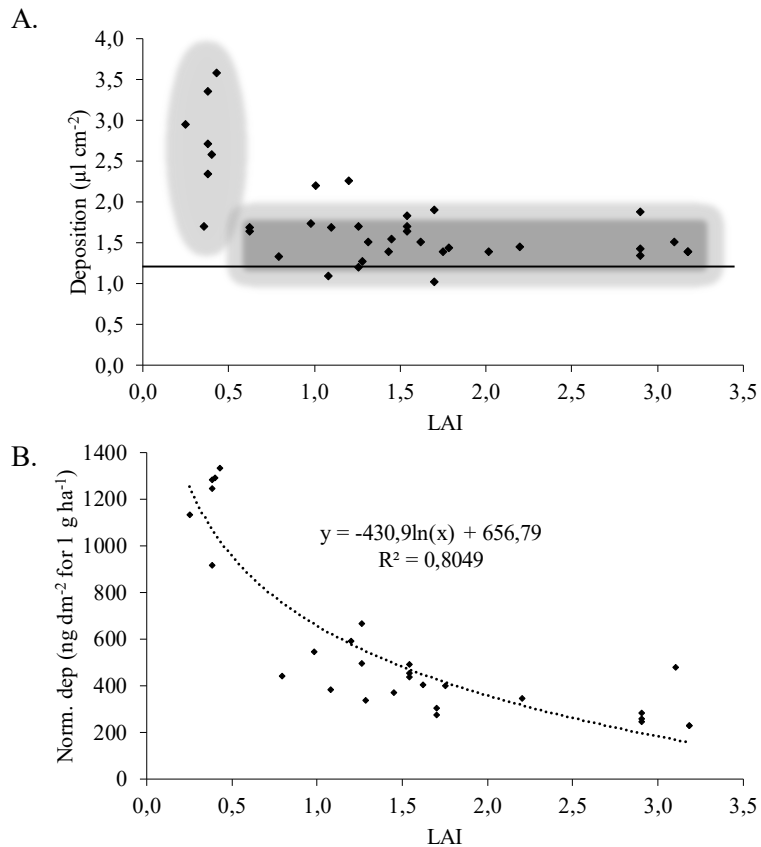 A.
4,0
3,5
3,0
2,5
2,0
1,5
1,0
0,5
0,0
Deposition (µl cm⁻²)
0,0 0,5 1,0 1,5 2,0 2,5 3,0 3,5
LAI
B.
1400
1200
1000
800
600
400
200
0
Norm. dep (ng dm⁻² for 1 g ha⁻¹)
y = -430,9ln(x) + 656,79
R² = 0,8049
0,0 0,5 1,0 1,5 2,0 2,5 3,0 3,5
LAI